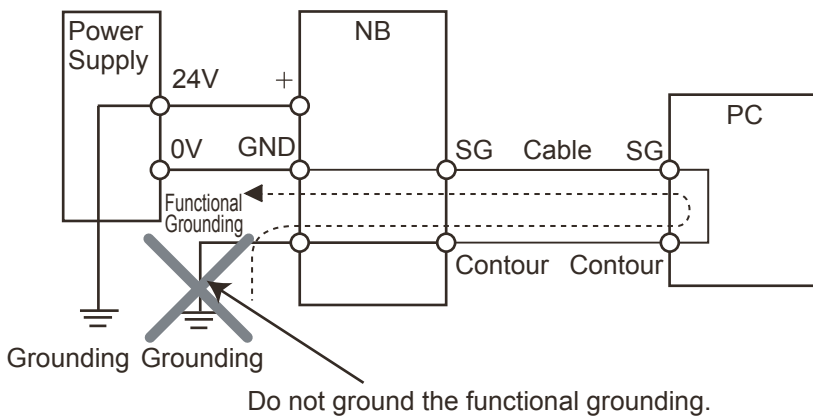 Power
Supply
NB
24V
+
PC
0V
GND
SG
Cable
SG
Functional
Grounding
Contour
Contour
Grounding
Grounding
Do not ground the functional grounding.